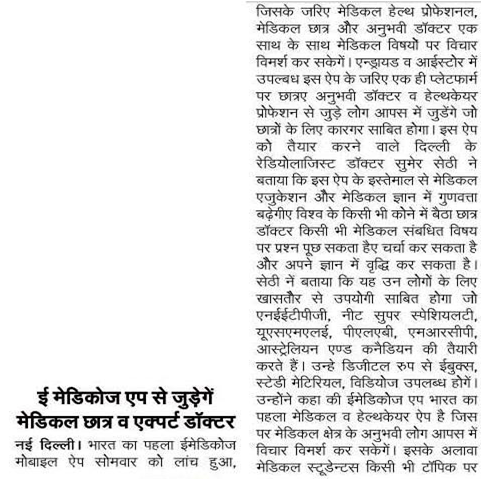 ई मेडिकोज एप से जुड़ेगें
मेडिकल छात्र व एक्पर्ट डॉक्टर
नई दिल्ली। भारत का पहला ईमेडिकोज
मोबाइल ऐप सोमवार को लांच हुआ,
जिसके जरिए मेडिकल हेल्थ प्रोफेशनल,
मेडिकल छात्र और अनुभवी डॉक्टर एक
साथ के साथ मेडिकल विषयों पर विचार
विमर्श कर सकेगें। एन्ड्रायड व आईस्टोर में
उपलबध इस ऐप के जरिए एक ही प्लेटफार्म
पर छात्रए अनुभवी डॉक्टर व हेल्थकेयर
प्रोफेशन से जुड़े लोग आपस में जुडेंगे जो
छात्रों के लिए कारगर साबित होगा। इस ऐप
को तैयार करने वाले दिल्ली के
रेडियोलाजिस्ट डॉक्टर सुमेर सेठी ने
बताया कि इस ऐप के इस्तेमाल से मेडिकल
एजुकेशन और मेडिकल ज्ञान में गुणवत्ता
बढ़ेगीए विश्व के किसी भी कोने में बैठा छात्र
डॉक्टर किसी भी मेडिकल संबधित विषय
पर प्रश्न पूछ सकता हैए चर्चा कर सकता है
और अपने ज्ञान में वृद्धि कर सकता है।
सेठी नें बताया कि यह उन लोगों के लिए
खासतौर से उपयोगी साबित होगा जो
एनईईटीपीजी, नीट सुपर स्पेशियलटी,
यूएसएमएलई, पीएलएबी, एमआरसीपी,
आस्ट्रेलियन एण्ड कनैडियन की तैयारी
करते हैं। उन्हे डिजीटल रुप से ईबुक्स,
स्टेडी मेटिरियल, विडियोज उपलब्ध होगें।
उन्होंने कहा की ईमेडिकोज एप भारत का
पहला मेडिकल व हेल्थकेयर ऐप है जिस
पर मेडिकल क्षेत्र के अनुभवी लोग आपस में
विचार विमर्श कर सकेगें। इसके अलावा
मेडिकल स्टूडेन्टस किसी भी टॉपिक पर